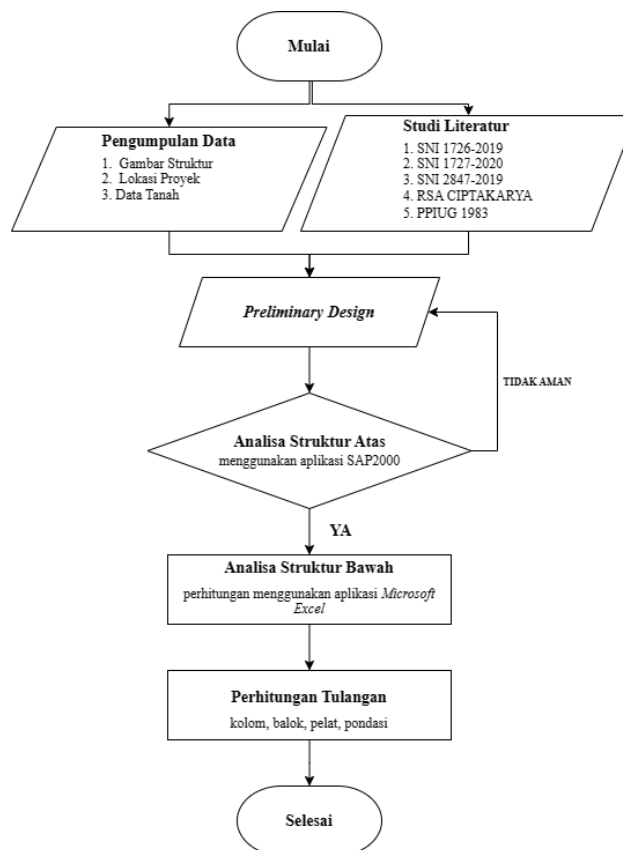 Mulai
Pengumpulan Data
1. Gambar Struktur
2. Lokasi Proyek
3. Data Tanah
Studi Literatur
1. SNI 1726-2019
2. SNI 1727-2020
3. SNI 2847-2019
4. RSA CIPTAKARYA
5. PPIUG 1983
Preliminary Design
TIDAK AMAN
Analisa Struktur Atas
menggunakan aplikasi SAP2000
YA
Analisa Struktur Bawah
perhitungan menggunakan aplikasi Microsoft
Excel
Perhitungan Tulangan
kolom, balok, pelat, pondasi
Selesai